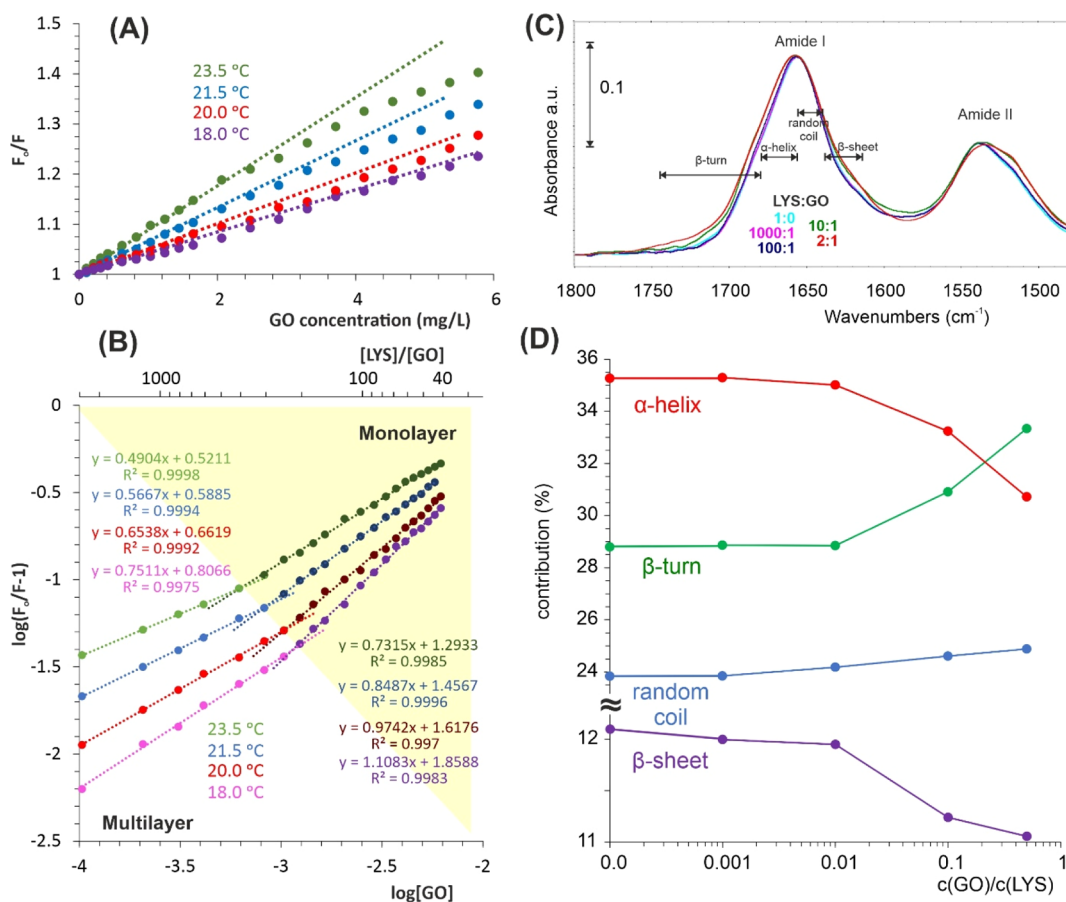 (A)
1.5
1.4
1.3
1.2
1.1
1
Fₒ/F
23.5 °C
21.5 °C
20.0 °C
18.0 °C
0
2
4
6
GO concentration (mg/L)
(C)
Absorbance a.u.
0.1
Amide I
Amide II
random
coil
α-helix
β-sheet
β-turn
LYS:GO
1:0
10:1
1000:1
2:1
100:1
1800
1750
1700
1650
1600
1550
1500
Wavenumbers (cm⁻¹)
(B)
[LYS]/[GO]
1000
100
40
0
-0.5
-1
-1.5
-2
-2.5
log(Fₒ/F-1)
Monolayer
y = 0.4904x + 0.5211
R² = 0.9998
y = 0.5667x + 0.5885
R² = 0.9994
y = 0.6538x + 0.6619
R² = 0.9992
y = 0.7511x + 0.8066
R² = 0.9975
y = 0.7315x + 1.2933
R² = 0.9985
y = 0.8487x + 1.4567
R² = 0.9996
y = 0.9742x + 1.6176
R² = 0.997
y = 1.1083x + 1.8588
R² = 0.9983
23.5 °C
21.5 °C
20.0 °C
18.0 °C
Multilayer
-4
-3.5
-3
-2.5
-2
log[GO]
(D)
36
34
32
30
28
26
24
12
11
contribution (%)
α-helix
β-turn
random
coil
β-sheet
0.0
0.001
0.01
0.1
1
c(GO)/c(LYS)